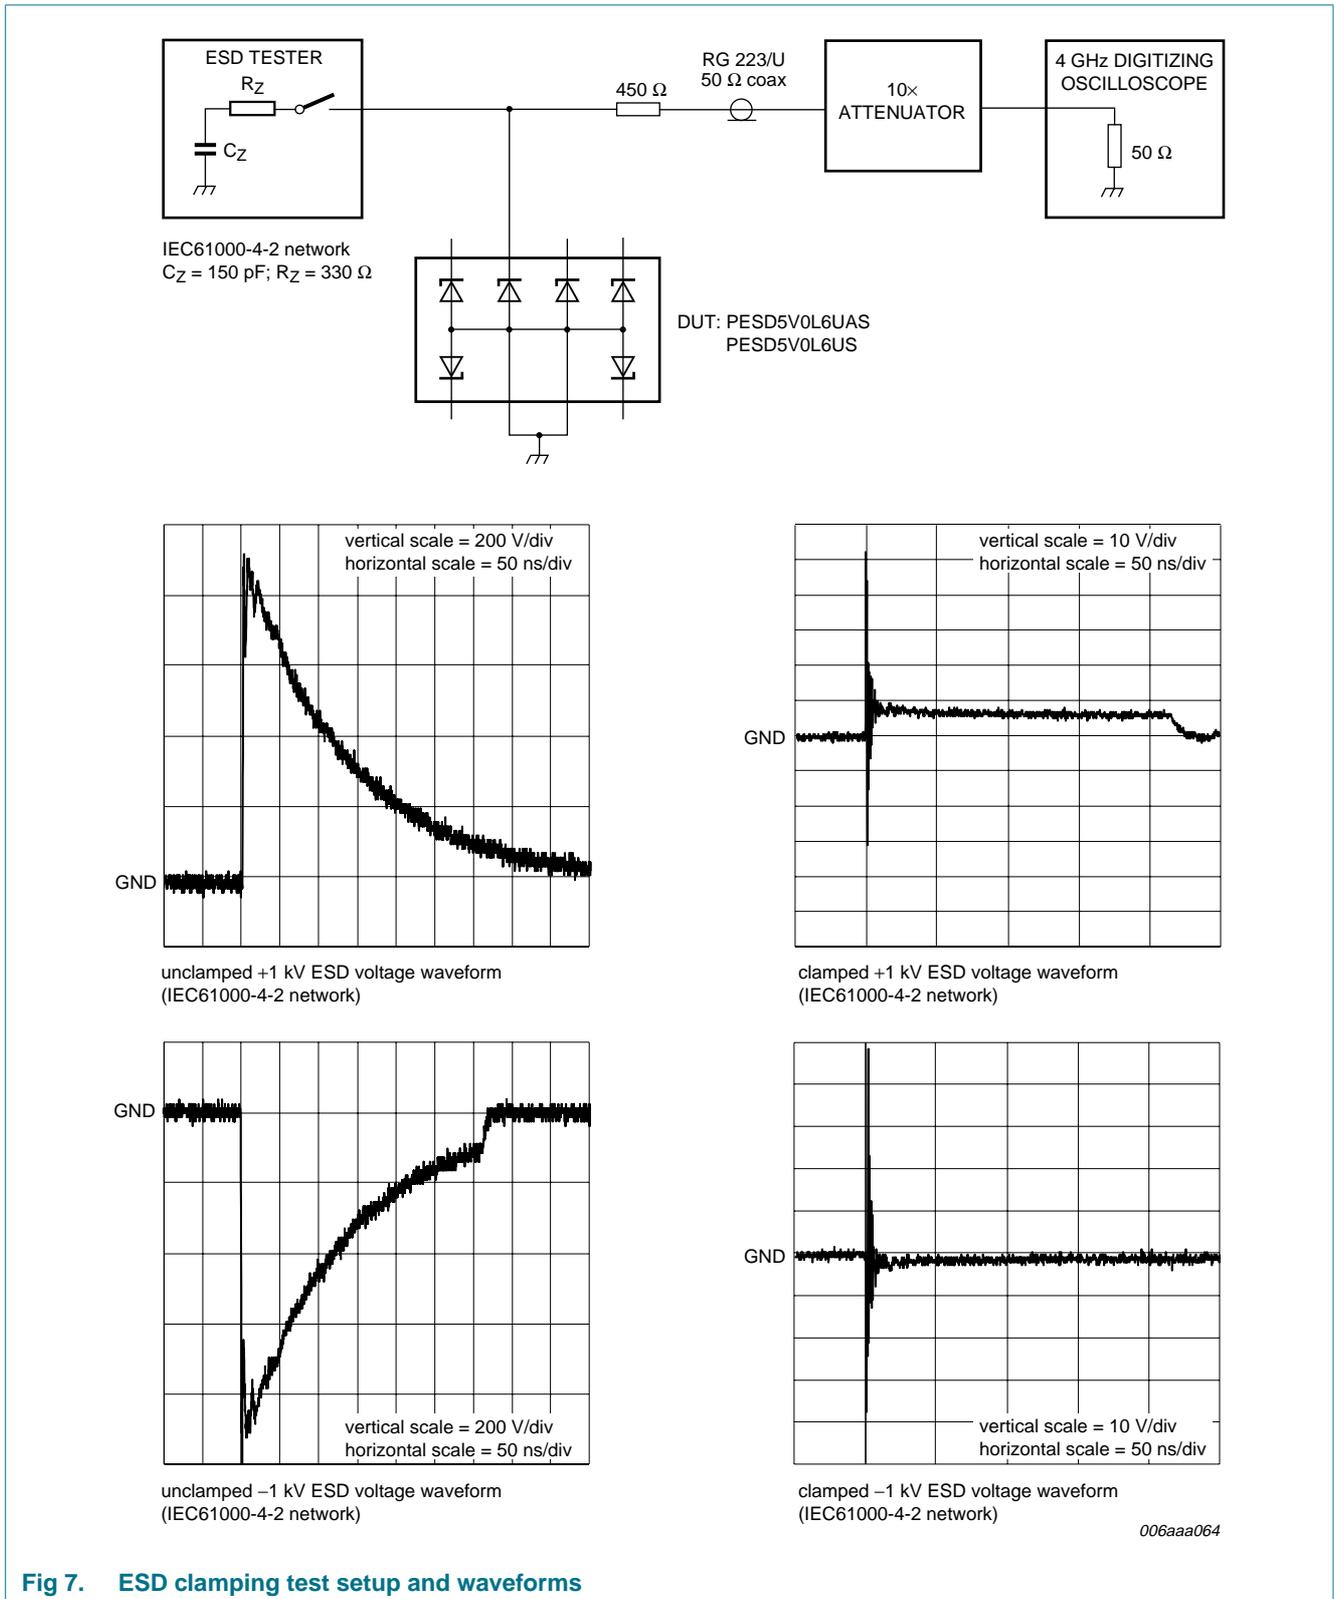 ESD TESTER
RZ
CZ
IEC61000-4-2 network
CZ = 150 pF; RZ = 330 Ω
450 Ω
RG 223/U
50 Ω coax
10×
ATTENUATOR
4 GHz DIGITIZING
OSCILLOSCOPE
50 Ω
DUT: PESD5V0L6UAS
PESD5V0L6US
vertical scale = 200 V/div
horizontal scale = 50 ns/div
GND
unclamped +1 kV ESD voltage waveform
(IEC61000-4-2 network)
vertical scale = 10 V/div
horizontal scale = 50 ns/div
GND
clamped +1 kV ESD voltage waveform
(IEC61000-4-2 network)
GND
vertical scale = 200 V/div
horizontal scale = 50 ns/div
unclamped −1 kV ESD voltage waveform
(IEC61000-4-2 network)
GND
vertical scale = 10 V/div
horizontal scale = 50 ns/div
clamped −1 kV ESD voltage waveform
(IEC61000-4-2 network)
006aaa064
Fig 7. ESD clamping test setup and waveforms